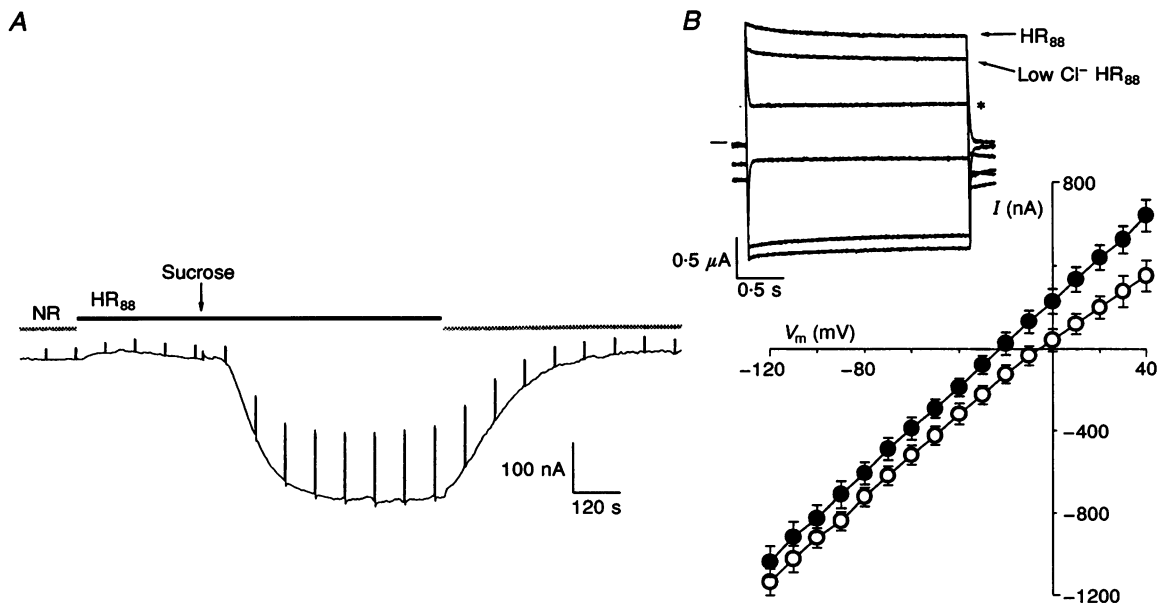 A
NR
HR₈₈
Sucrose
100 nA
120 s
B
HR₈₈
Low Cl⁻ HR₈₈
*
0·5 μA
0·5 s
I (nA)
800
Vₘ (mV)
-120
-80
40
-400
-800
-1200